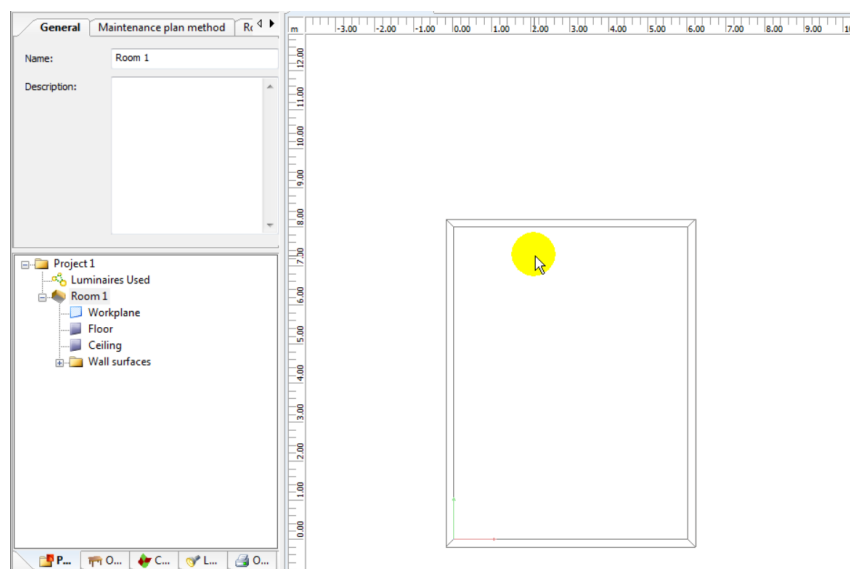 General Maintenance plan method R
m -3.00 -2.00 -1.00 0.00 1.00 2.00 3.00 4.00 5.00 6.00 7.00 8.00 9.00
Name: Room 1
Description:
12.00
11.00
10.00
9.00
8.00
7.00
6.00
5.00
4.00
3.00
2.00
1.00
0.00
Project 1
Luminaires Used
Room 1
Workplane
Floor
Ceiling
Wall surfaces
P... O... C... L... O...